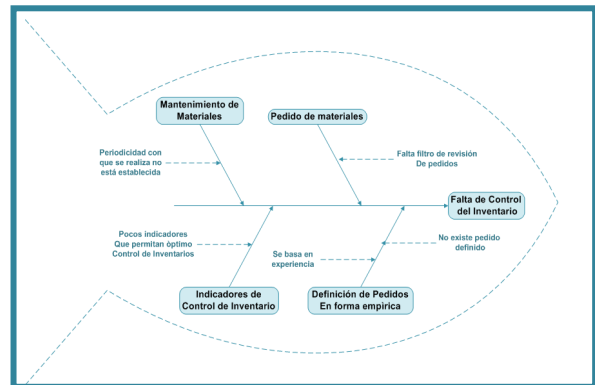 Mantenimiento de
Materiales
Pedido de materiales
Periodicidad con
que se realiza no
está establecida
Falta filtro de revisión
De pedidos
Falta de Control
del Inventario
Pocos indicadores
Que permitan óptimo
Control de Inventarios
Se basa en
experiencia
No existe pedido
definido
Indicadores de
Control de Inventario
Definición de Pedidos
En forma empirica